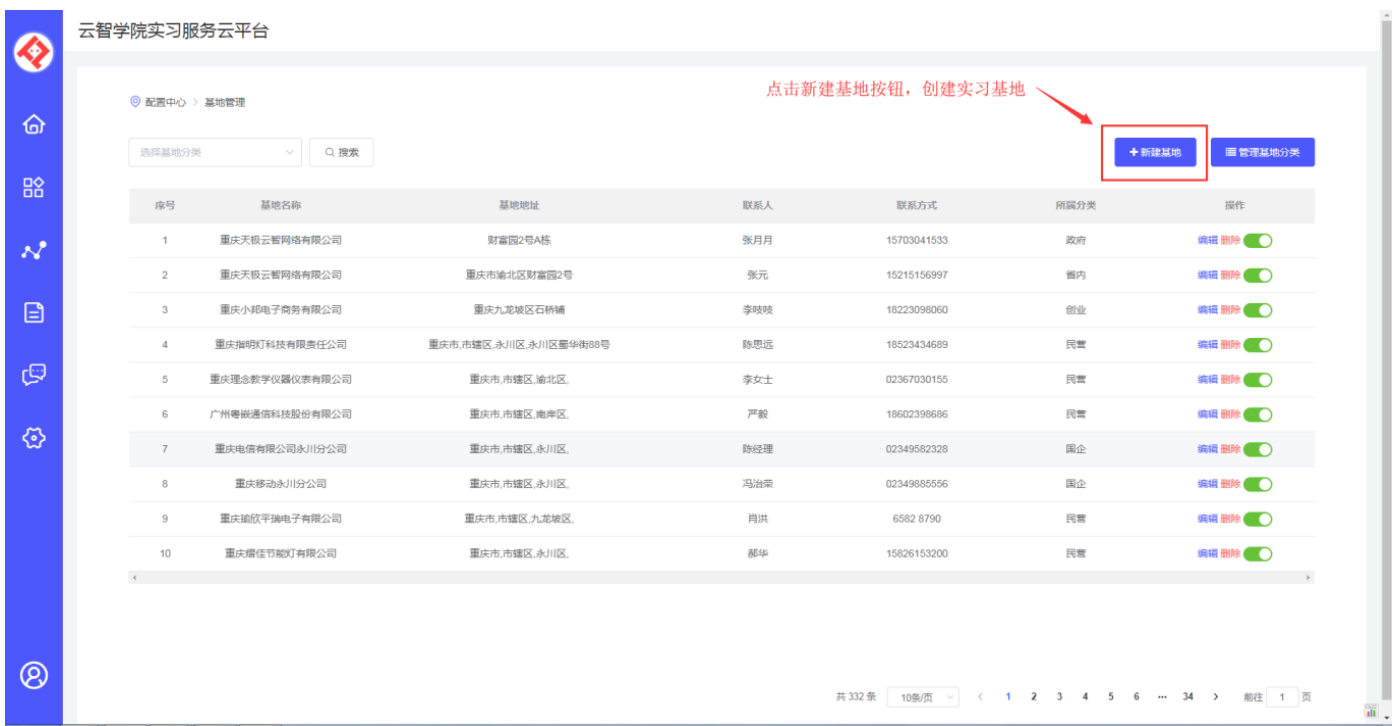 云智学院实习服务云平台
点击新建基地按钮，创建实习基地
配置中心 > 基地管理
选择基地分类 搜索 +新建基地 管理基地分类
序号 基地名称 基地地址 联系人 联系方式 所属分类 操作
1 重庆天极云智网络有限公司 财富园2号A栋 张月月 15703041533 政府 编辑 删除
2 重庆天极云智网络有限公司 重庆市渝北区财富园2号 张元 15215156997 省内 编辑 删除
3 重庆小邦电子商务有限公司 重庆九龙坡区石桥铺 李吱吱 18223098060 创业 编辑 删除
4 重庆指明灯科技有限责任公司 重庆市,市辖区,永川区,永川区蜀华街88号 陈思远 18523434689 民营 编辑 删除
5 重庆理念教学仪器仪表有限公司 重庆市,市辖区,渝北区, 李女士 02367030155 民营 编辑 删除
6 广州粤嵌通信科技股份有限公司 重庆市,市辖区,南岸区, 严毅 18602398686 民营 编辑 删除
7 重庆电信有限公司永川分公司 重庆市,市辖区,永川区, 陈经理 02349582328 国企 编辑 删除
8 重庆移动永川分公司 重庆市,市辖区,永川区, 冯治荣 02349885556 国企 编辑 删除
9 重庆瑜欣平瑞电子有限公司 重庆市,市辖区,九龙坡区, 肖洪 6582 8790 民营 编辑 删除
10 重庆熠佳节能灯有限公司 重庆市,市辖区,永川区, 郝华 15826153200 民营 编辑 删除
共 332 条 10条/页 < 1 2 3 4 5 6 ··· 34 > 前往 1 页